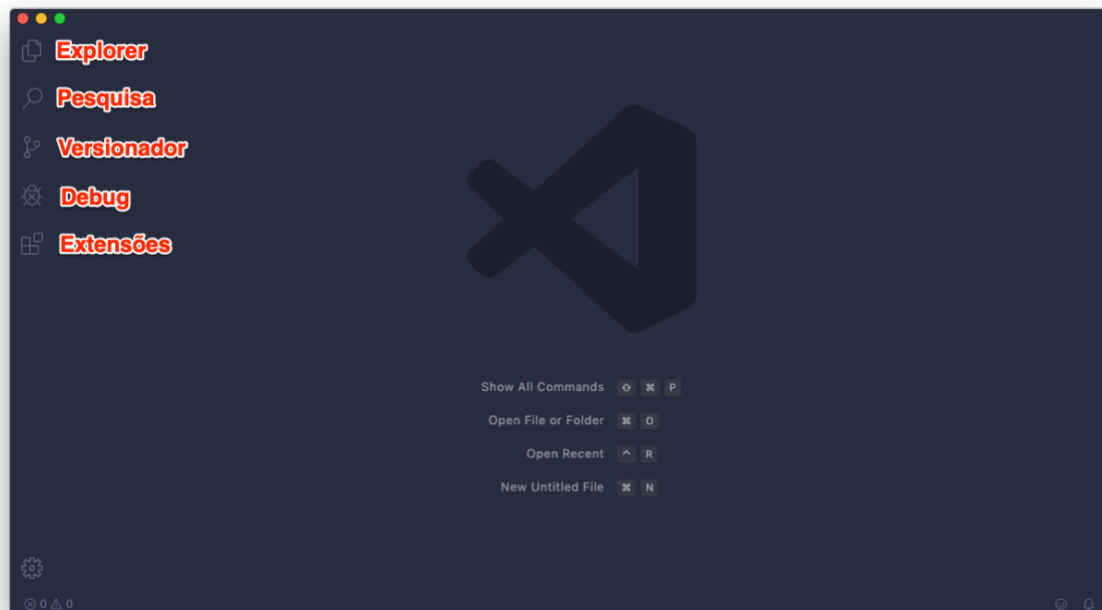 Explorer
Pesquisa
Versionador
Debug
Extensões
Show All Commands ⇧ ⌘ P
Open File or Folder ⌘ O
Open Recent ^ R
New Untitled File ⌘ N
0 0